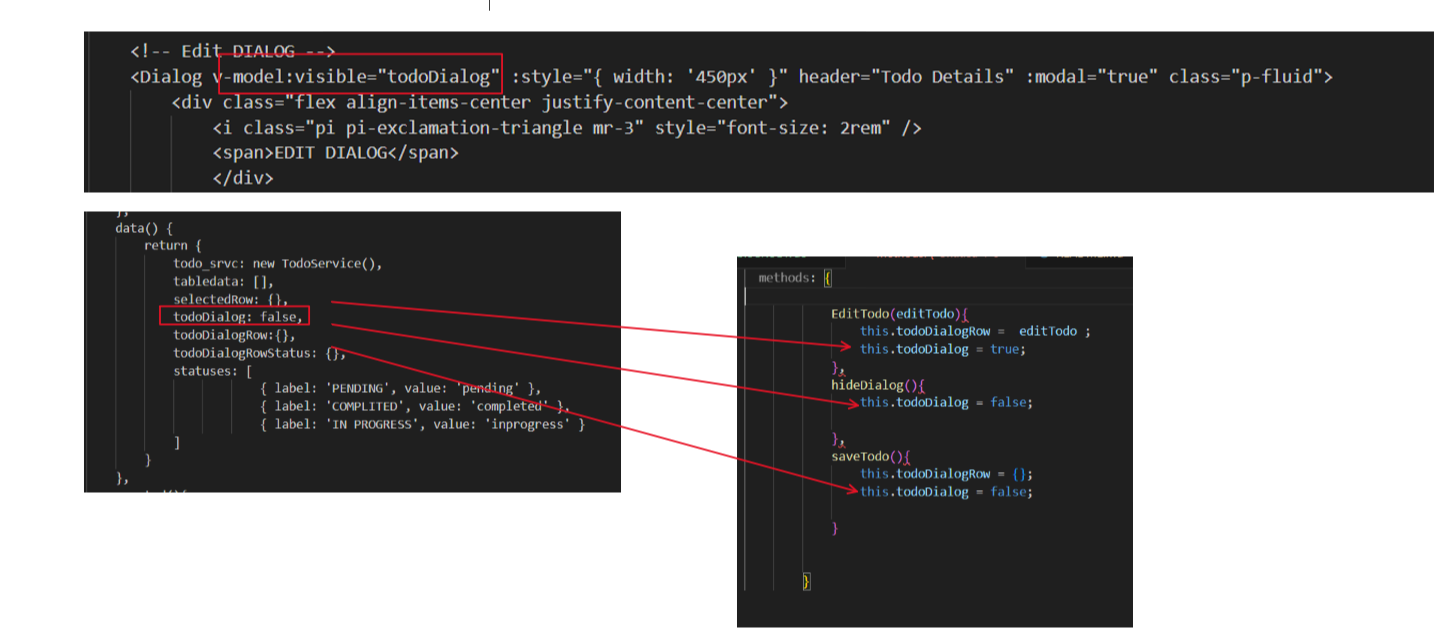 <!-- Edit DIALOG -->
<Dialog v-model:visible="todoDialog" :style="{ width: '450px' }" header="Todo Details" :modal="true" class="p-fluid">
<div class="flex align-items-center justify-content-center">
<i class="pi pi-exclamation-triangle mr-3" style="font-size: 2rem" />
<span>EDIT DIALOG</span>
</div>
},
data() {
return {
todo_srvc: new TodoService(),
tabledata: [],
selectedRow: {},
todoDialog: false,
todoDialogRow:{},
todoDialogRowStatus: {},
statuses: [
{ label: 'PENDING', value: 'pending' },
{ label: 'COMPLITED', value: 'completed' },
{ label: 'IN PROGRESS', value: 'inprogress' }
]
}
},
methods: {
EditTodo(editTodo){
this.todoDialogRow = editTodo ;
this.todoDialog = true;
},
hideDialog(){
this.todoDialog = false;
},
saveTodo(){
this.todoDialogRow = {};
this.todoDialog = false;
}
}